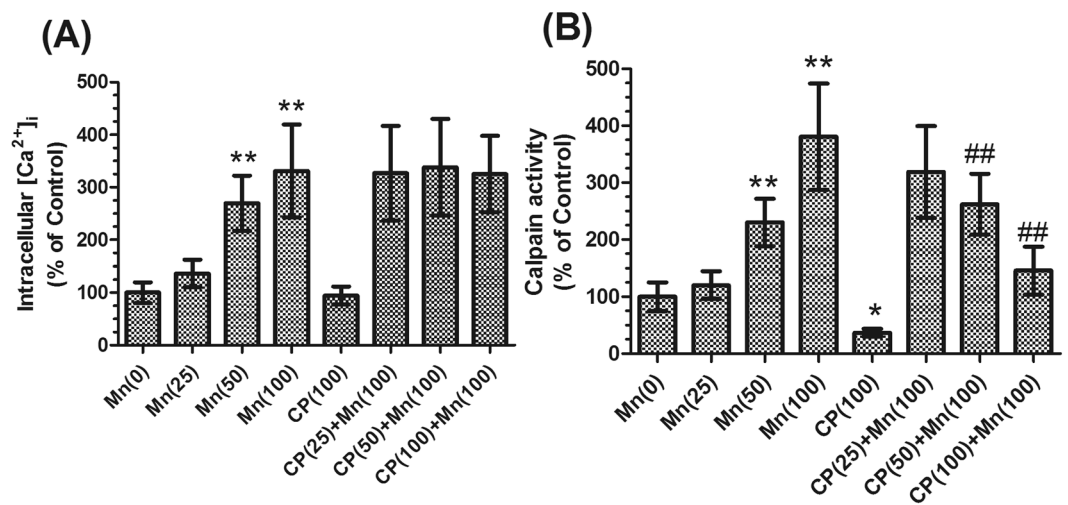 (A)
Intracellular [Ca²⁺]ᵢ
(% of Control)
500
400
300
200
100
0
**
**
Mn(0)
Mn(25)
Mn(50)
Mn(100)
CP(100)
CP(25)+Mn(100)
CP(50)+Mn(100)
CP(100)+Mn(100)
(B)
Calpain activity
(% of Control)
500
400
300
200
100
0
**
**
*
##
##
Mn(0)
Mn(25)
Mn(50)
Mn(100)
CP(100)
CP(25)+Mn(100)
CP(50)+Mn(100)
CP(100)+Mn(100)